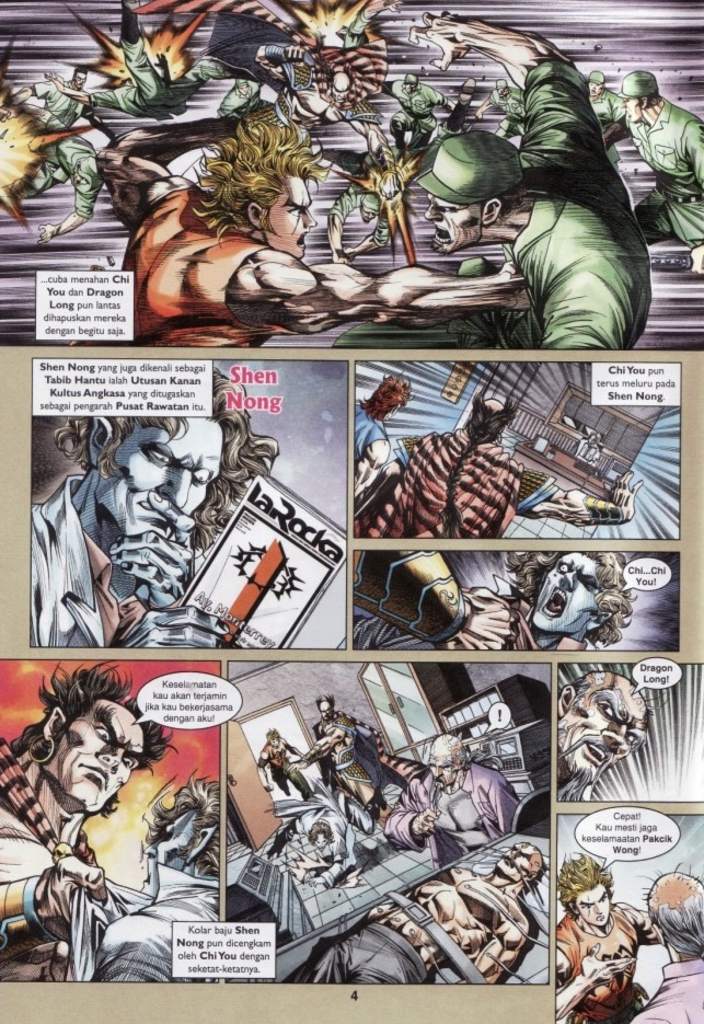 ...cuba menahan Chi
You dan Dragon
Long pun lantas
dihapuskan mereka
dengan begitu saja.
Shen Nong yang juga dikenali sebagai
Tabib Hantu ialah Utusan Kanan
Kultus Angkasa yang ditugaskan
sebagai pengarah Pusat Rawatan itu.
Shen
Nong
laRocka
Av. Monterrey
Chi You pun
terus meluru pada
Shen Nong.
Chi...Chi
You!
Keselamatan
kau akan terjamin
jika kau bekerjasama
dengan aku!
Kolar baju Shen
Nong pun dicengkam
oleh Chi You dengan
seketat-ketatnya.
!
Dragon
Long!
Cepat!
Kau mesti jaga
keselamaatan Pakcik
Wong!
4